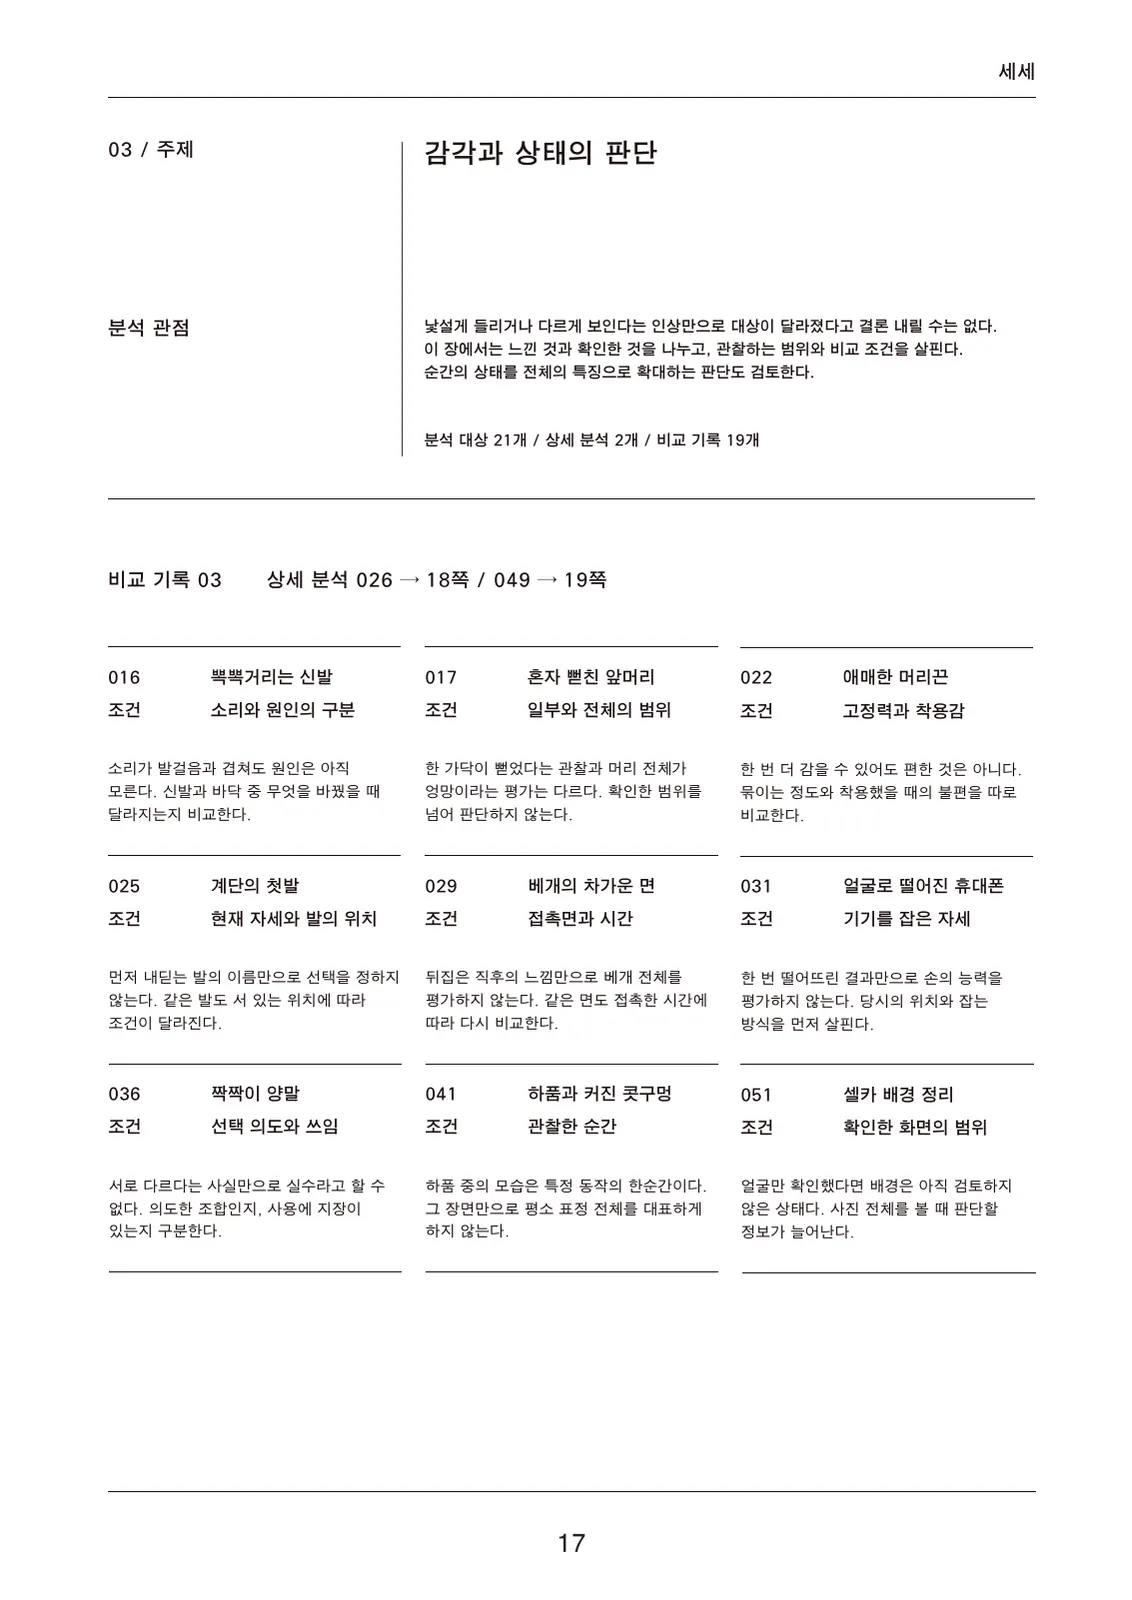 세세
03 / 주제
감각과 상태의 판단
분석 관점
낯설게 들리거나 다르게 보인다는 인상만으로 대상이 달라졌다고 결론 내릴 수는 없다.
이 장에서는 느낀 것과 확인한 것을 나누고, 관찰하는 범위와 비교 조건을 살핀다.
순간의 상태를 전체의 특징으로 확대하는 판단도 검토한다.
분석 대상 21개 / 상세 분석 2개 / 비교 기록 19개
비교 기록 03 상세 분석 026 → 18쪽 / 049 → 19쪽
016 뽁뽁거리는 신발
조건 소리와 원인의 구분
소리가 발걸음과 겹쳐도 원인은 아직
모른다. 신발과 바닥 중 무엇을 바꿨을 때
달라지는지 비교한다.
017 혼자 뻗친 앞머리
조건 일부와 전체의 범위
한 가닥이 뻗었다는 관찰과 머리 전체가
엉망이라는 평가는 다르다. 확인한 범위를
넘어 판단하지 않는다.
022 애매한 머리끈
조건 고정력과 착용감
한 번 더 감을 수 있어도 편한 것은 아니다.
묶이는 정도와 착용했을 때의 불편을 따로
비교한다.
025 계단의 첫발
조건 현재 자세와 발의 위치
먼저 내딛는 발의 이름만으로 선택을 정하지
않는다. 같은 발도 서 있는 위치에 따라
조건이 달라진다.
029 베개의 차가운 면
조건 접촉면과 시간
뒤집은 직후의 느낌만으로 베개 전체를
평가하지 않는다. 같은 면도 접촉한 시간에
따라 다시 비교한다.
031 얼굴로 떨어진 휴대폰
조건 기기를 잡은 자세
한 번 떨어뜨린 결과만으로 손의 능력을
평가하지 않는다. 당시의 위치와 잡는
방식을 먼저 살핀다.
036 짝짝이 양말
조건 선택 의도와 쓰임
서로 다르다는 사실만으로 실수라고 할 수
없다. 의도한 조합인지, 사용에 지장이
있는지 구분한다.
041 하품과 커진 콧구멍
조건 관찰한 순간
하품 중의 모습은 특정 동작의 한순간이다.
그 장면만으로 평소 표정 전체를 대표하게
하지 않는다.
051 셀카 배경 정리
조건 확인한 화면의 범위
얼굴만 확인했다면 배경은 아직 검토하지
않은 상태다. 사진 전체를 볼 때 판단할
정보가 늘어난다.
17